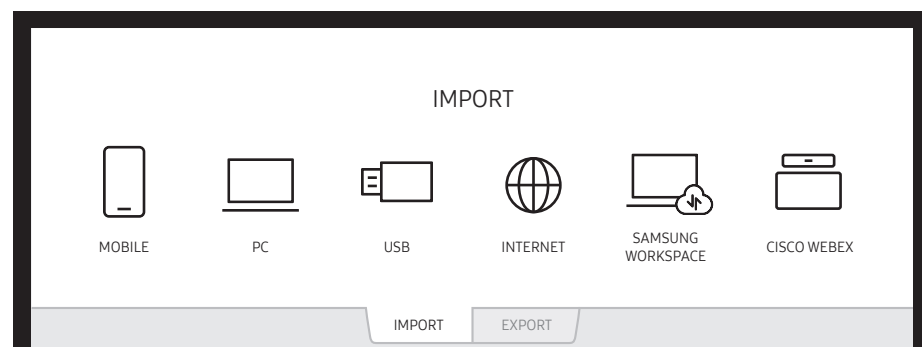 IMPORT
MOBILE
PC
USB
INTERNET
SAMSUNG
WORKSPACE
CISCO WEBEX
IMPORT
EXPORT